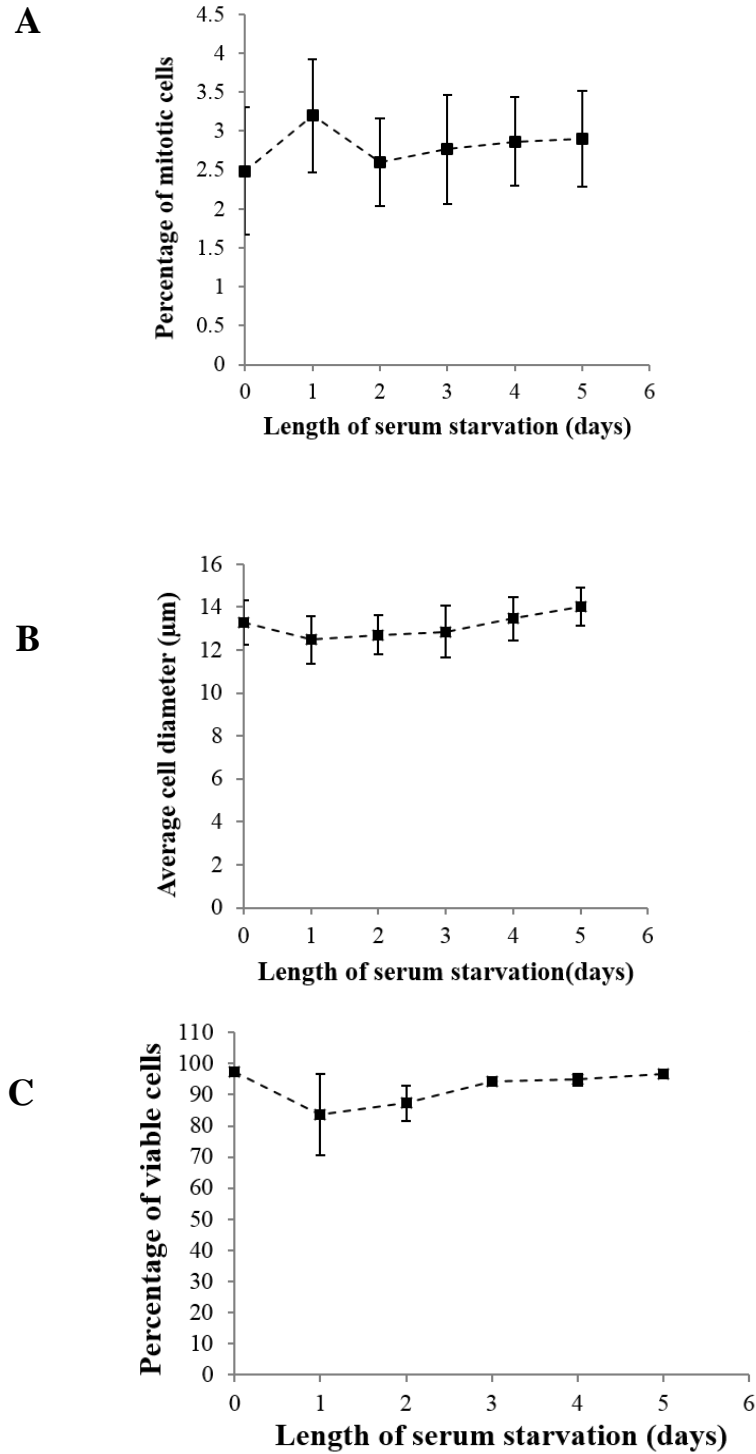 A
Percentage of mitotic cells
4.5
4
3.5
3
2.5
2
1.5
1
0.5
0
0 1 2 3 4 5 6
Length of serum starvation (days)
B
Average cell diameter (µm)
16
14
12
10
8
6
4
2
0
0 1 2 3 4 5 6
Length of serum starvation(days)
C
Percentage of viable cells
110
100
90
80
70
60
50
40
30
20
10
0
0 1 2 3 4 5 6
Length of serum starvation (days)